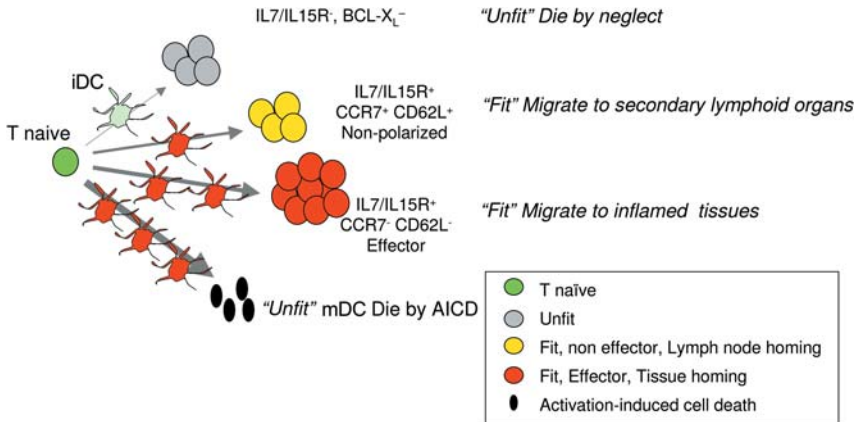 IL7/IL15R⁻, BCL-X_L⁻
"Unfit" Die by neglect
iDC
T naive
IL7/IL15R⁺
CCR7⁺ CD62L⁺
Non-polarized
"Fit" Migrate to secondary lymphoid organs
IL7/IL15R⁺
CCR7⁻ CD62L⁻
Effector
"Fit" Migrate to inflamed tissues
"Unfit" mDC Die by AICD
T naïve
Unfit
Fit, non effector, Lymph node homing
Fit, Effector, Tissue homing
Activation-induced cell death